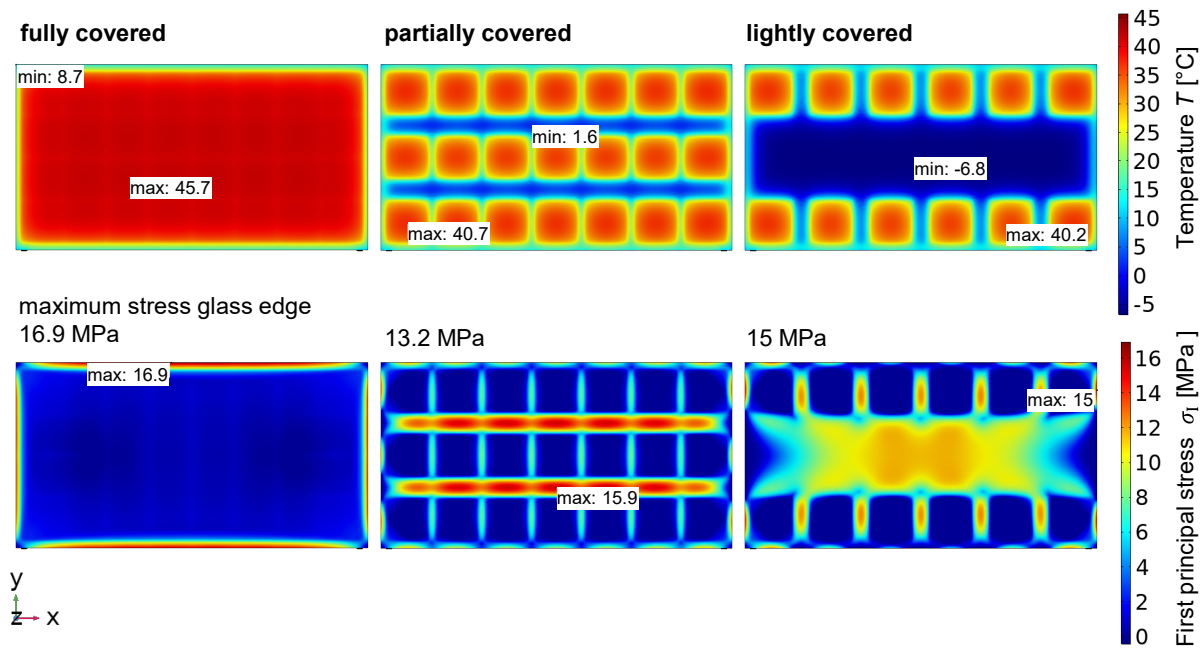 fully covered
partially covered
lightly covered
min: 8.7
max: 45.7
min: 1.6
max: 40.7
min: -6.8
max: 40.2
45
40
35
30
25
20
15
10
5
0
-5
Temperature T [°C]
maximum stress glass edge
16.9 MPa
13.2 MPa
15 MPa
max: 16.9
max: 15.9
max: 15
16
14
12
10
8
6
4
2
0
First principal stress σI [MPa]
y
z
x